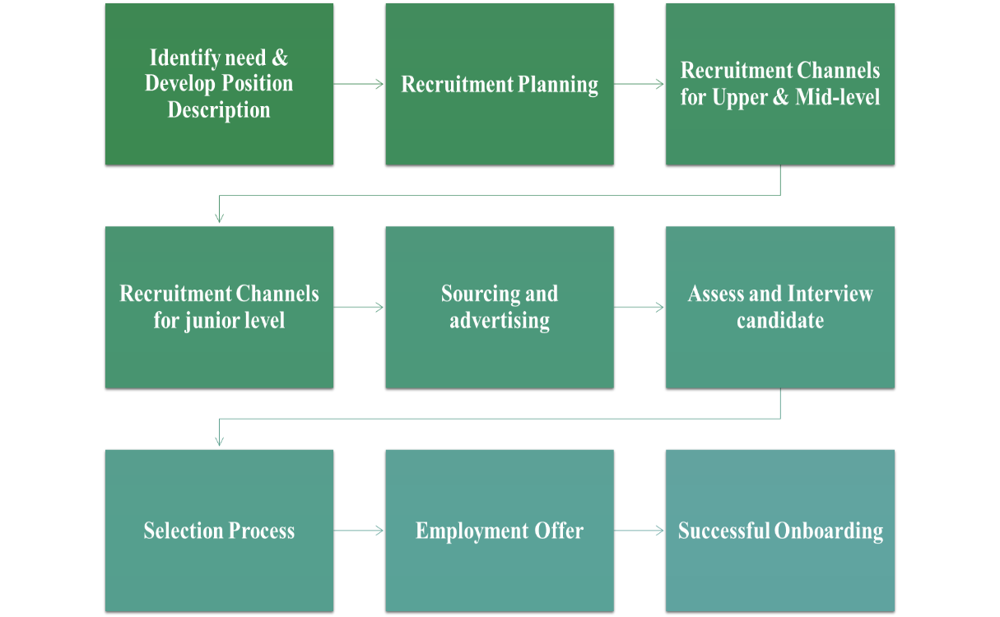 Identify need &
Develop Position
Description
Recruitment Planning
Recruitment Channels
for Upper & Mid-level
Recruitment Channels
for junior level
Sourcing and
advertising
Assess and Interview
candidate
Selection Process
Employment Offer
Successful Onboarding